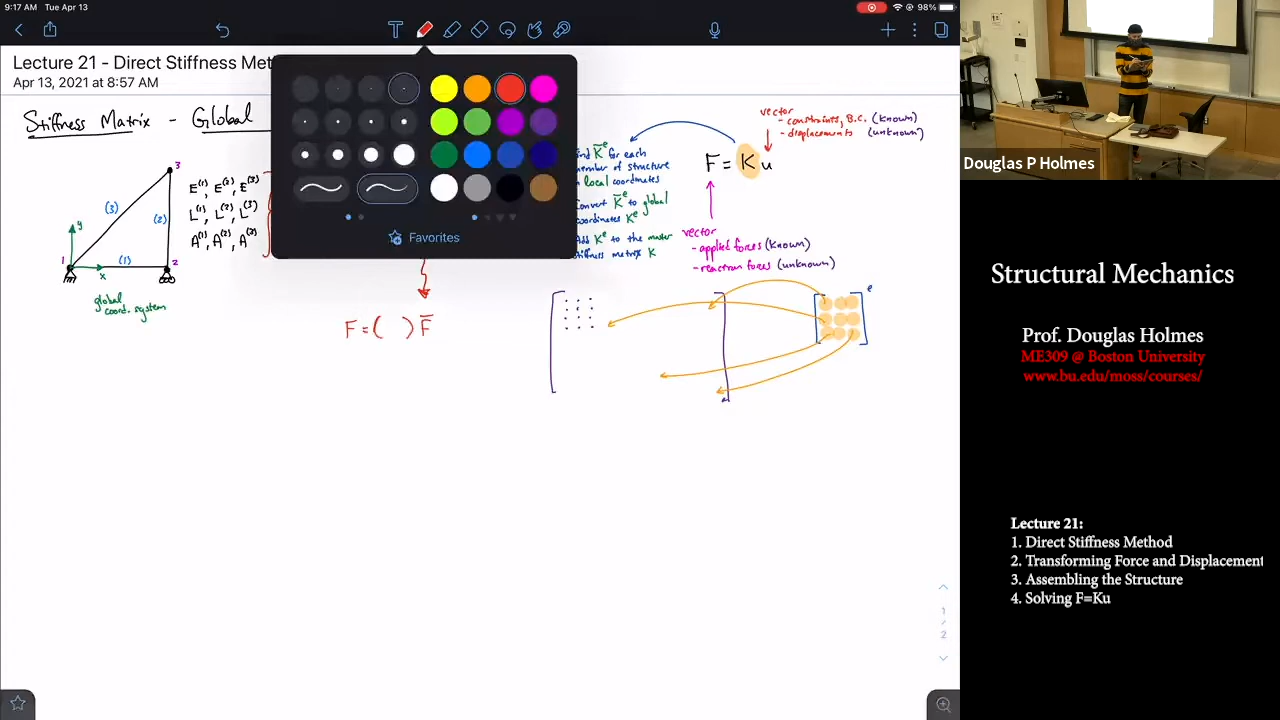 9:17 AM Tue Apr 13
98%
Lecture 21 - Direct Stiffness Met
Apr 13, 2021 at 8:57 AM
Stiffness Matrix - Global
3
(3)
(2)
y
1
x
(1)
2
global
coord. system
E⁽¹⁾, E⁽²⁾, E⁽³⁾
L⁽¹⁾, L⁽²⁾, L⁽³⁾
A⁽¹⁾, A⁽²⁾, A⁽³⁾
Favorites
F = ( ) F̄
K̄ᵉ for each
member of structure
local coordinates
Convert K̄ᵉ to global
coordinates Kᵉ
Add Kᵉ to the master
stiffness matrix K
F = K u
vector
- constraints, B.C. (known)
- displacements (unknown)
vector
- applied forces (known)
- reaction forces (unknown)
e
1
/
2
Douglas P Holmes
Structural Mechanics
Prof. Douglas Holmes
ME309 @ Boston University
www.bu.edu/moss/courses/
Lecture 21:
1. Direct Stiffness Method
2. Transforming Force and Displacement
3. Assembling the Structure
4. Solving F=Ku